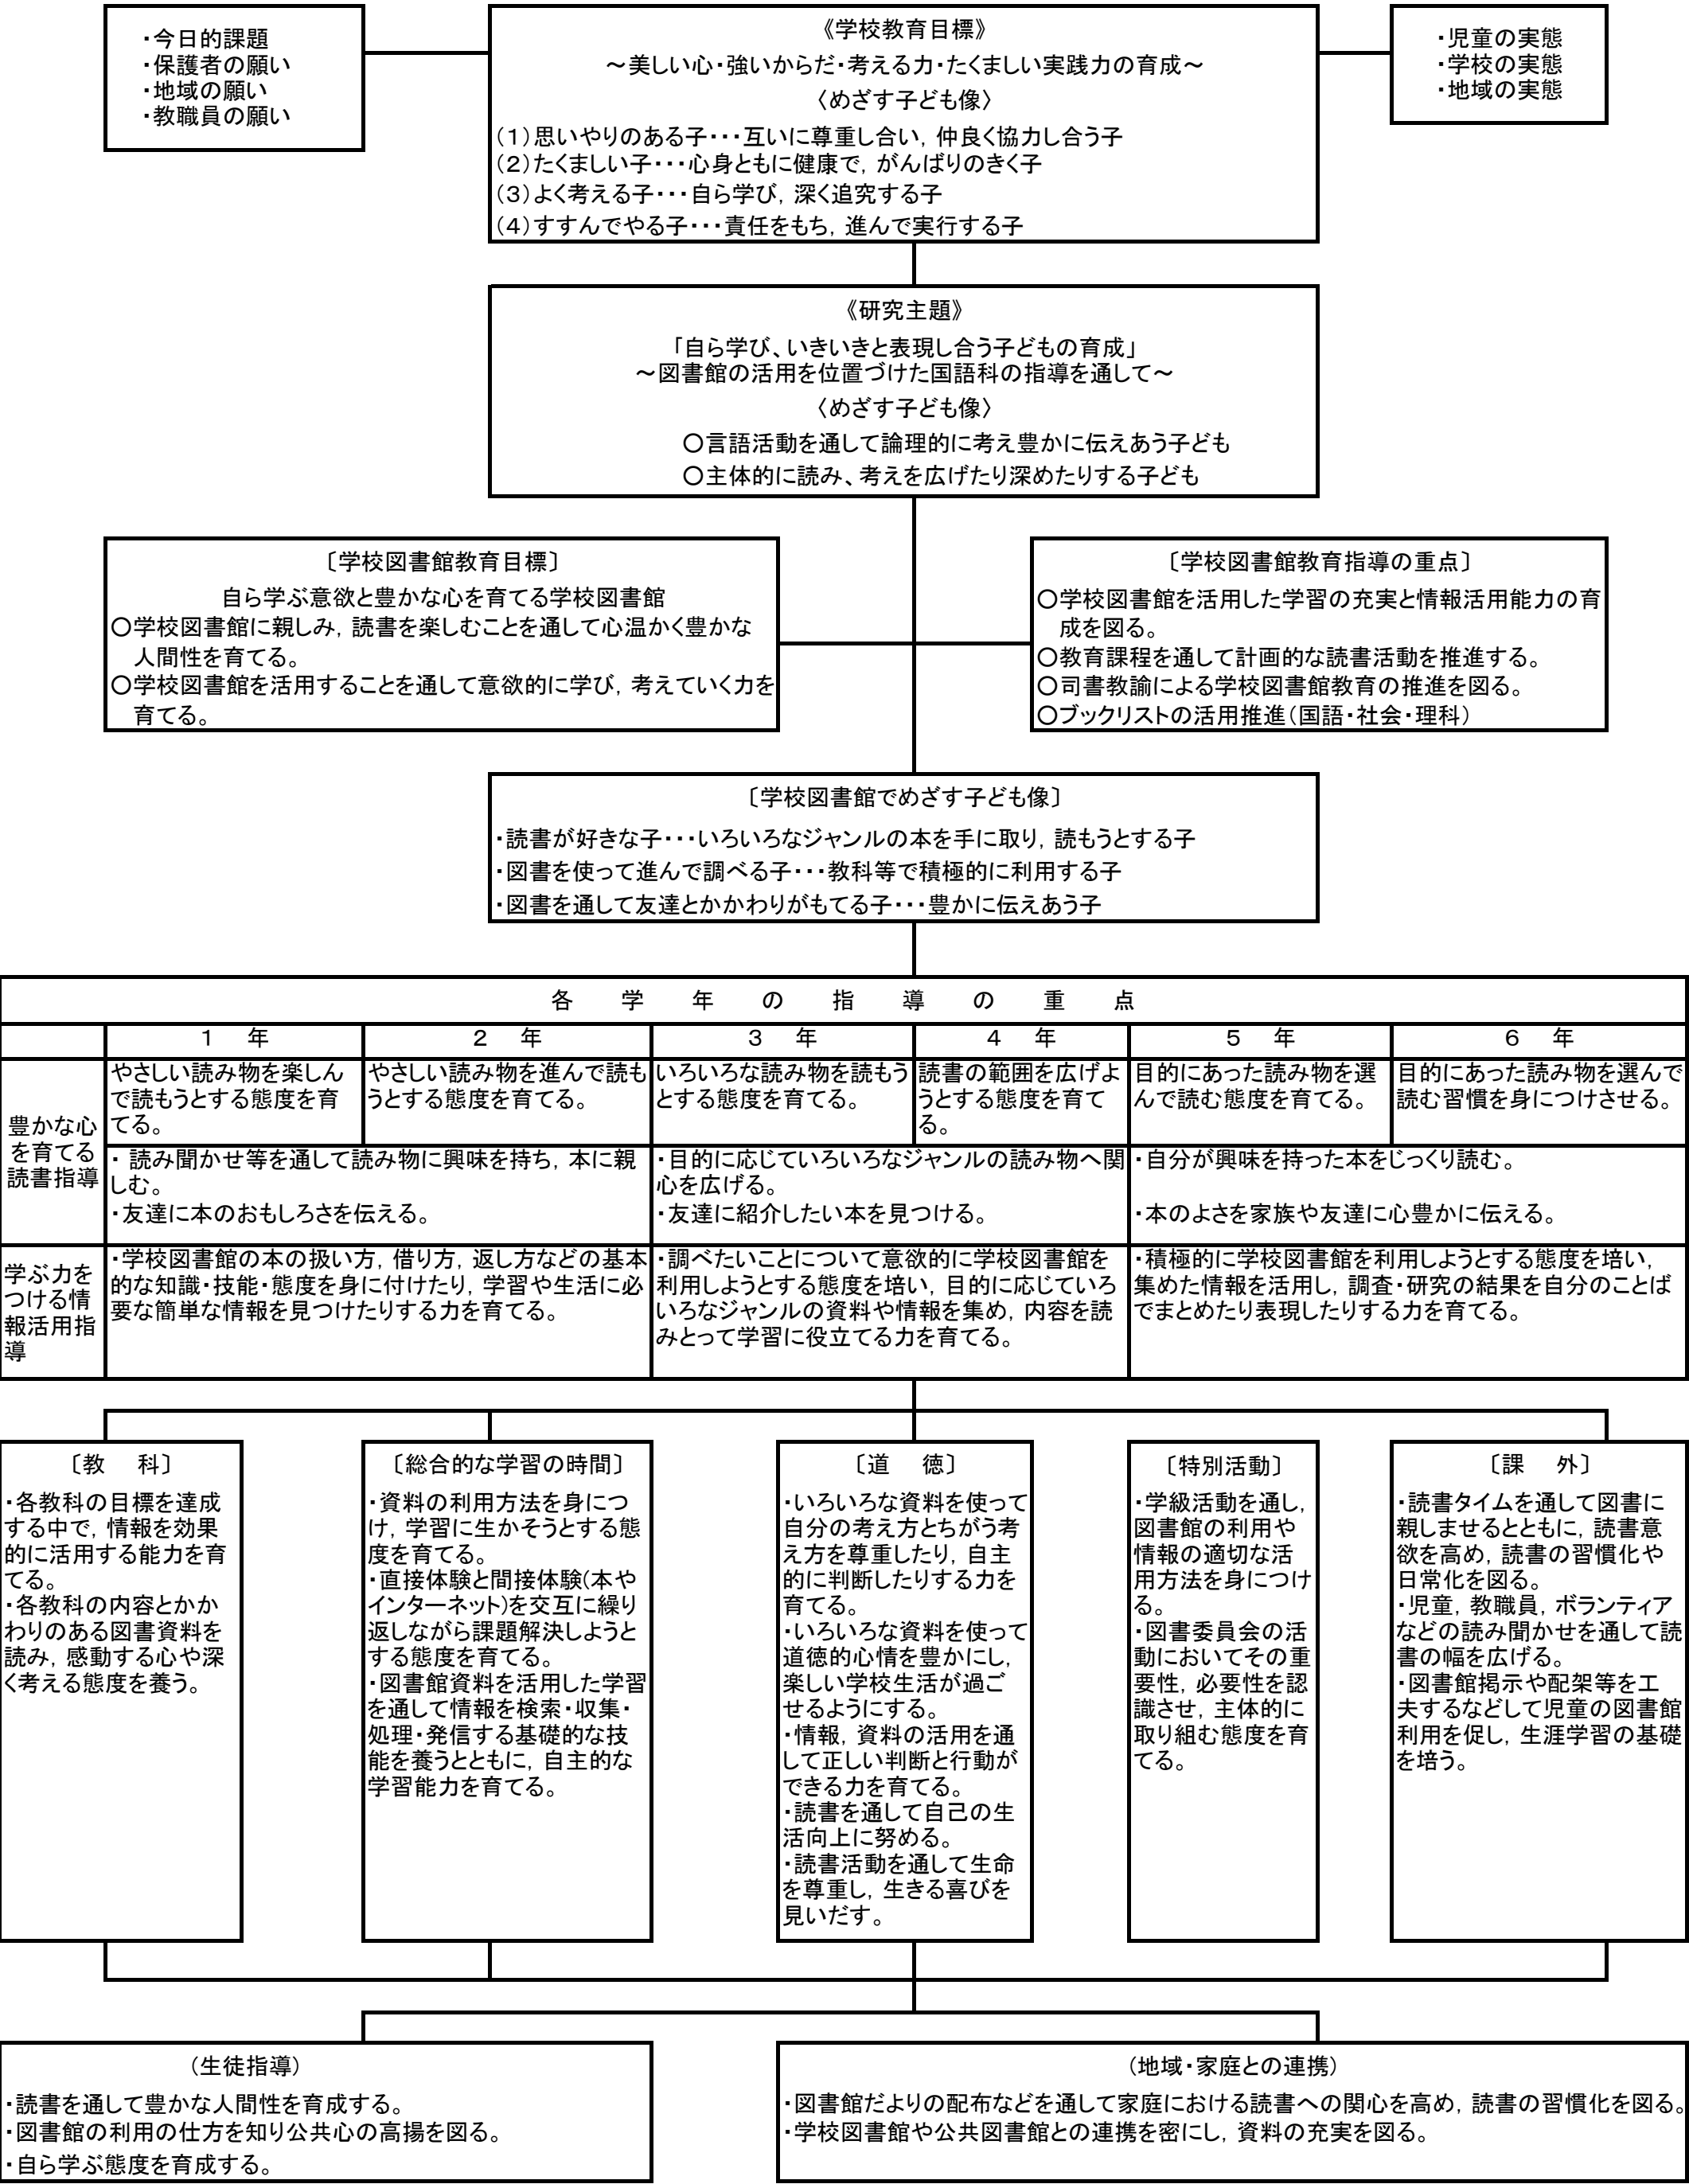 ・今日的課題
・保護者の願い
・地域の願い
・教職員の願い
《学校教育目標》
～美しい心・強いからだ・考える力・たくましい実践力の育成～
〈めざす子ども像〉
(１)思いやりのある子・・・互いに尊重し合い，仲良く協力し合う子
(２)たくましい子・・・心身ともに健康で，がんばりのきく子
(３)よく考える子・・・自ら学び，深く追究する子
(４)すすんでやる子・・・責任をもち，進んで実行する子
・児童の実態
・学校の実態
・地域の実態
《研究主題》
「自ら学び、いきいきと表現し合う子どもの育成」
～図書館の活用を位置づけた国語科の指導を通して～
〈めざす子ども像〉
○言語活動を通して論理的に考え豊かに伝えあう子ども
○主体的に読み、考えを広げたり深めたりする子ども
〔学校図書館教育目標〕
自ら学ぶ意欲と豊かな心を育てる学校図書館
○学校図書館に親しみ，読書を楽しむことを通して心温かく豊かな
人間性を育てる。
○学校図書館を活用することを通して意欲的に学び，考えていく力を
育てる。
〔学校図書館教育指導の重点〕
○学校図書館を活用した学習の充実と情報活用能力の育
成を図る。
○教育課程を通して計画的な読書活動を推進する。
○司書教諭による学校図書館教育の推進を図る。
○ブックリストの活用推進(国語・社会・理科)
〔学校図書館でめざす子ども像〕
・読書が好きな子・・・いろいろなジャンルの本を手に取り，読もうとする子
・図書を使って進んで調べる子・・・教科等で積極的に利用する子
・図書を通して友達とかかわりがもてる子・・・豊かに伝えあう子
各　学　年　の　指　導　の　重　点
１　年
２　年
３　年
４　年
５　年
６　年
豊かな心
を育てる
読書指導
やさしい読み物を楽しん
で読もうとする態度を育
てる。
やさしい読み物を進んで読も
うとする態度を育てる。
いろいろな読み物を読もう
とする態度を育てる。
読書の範囲を広げよ
うとする態度を育て
る。
目的にあった読み物を選
んで読む態度を育てる。
目的にあった読み物を選んで
読む習慣を身につけさせる。
・ 読み聞かせ等を通して読み物に興味を持ち，本に親
しむ。
・友達に本のおもしろさを伝える。
・目的に応じていろいろなジャンルの読み物へ関
心を広げる。
・友達に紹介したい本を見つける。
・自分が興味を持った本をじっくり読む。
・本のよさを家族や友達に心豊かに伝える。
学ぶ力を
つける情
報活用指
導
・学校図書館の本の扱い方，借り方，返し方などの基本
的な知識・技能・態度を身に付けたり，学習や生活に必
要な簡単な情報を見つけたりする力を育てる。
・調べたいことについて意欲的に学校図書館を
利用しようとする態度を培い，目的に応じていろ
いろなジャンルの資料や情報を集め，内容を読
みとって学習に役立てる力を育てる。
・積極的に学校図書館を利用しようとする態度を培い，
集めた情報を活用し，調査・研究の結果を自分のことば
でまとめたり表現したりする力を育てる。
〔教　科〕
・各教科の目標を達成
する中で，情報を効果
的に活用する能力を育
てる。
・各教科の内容とかか
わりのある図書資料を
読み，感動する心や深
く考える態度を養う。
〔総合的な学習の時間〕
・資料の利用方法を身につ
け，学習に生かそうとする態
度を育てる。
・直接体験と間接体験(本や
インターネット)を交互に繰り
返しながら課題解決しようと
する態度を育てる。
・図書館資料を活用した学習
を通して情報を検索・収集・
処理・発信する基礎的な技
能を養うとともに，自主的な
学習能力を育てる。
〔道　徳〕
・いろいろな資料を使って
自分の考え方とちがう考
え方を尊重したり，自主
的に判断したりする力を
育てる。
・いろいろな資料を使って
道徳的心情を豊かにし，
楽しい学校生活が過ご
せるようにする。
・情報，資料の活用を通
して正しい判断と行動が
できる力を育てる。
・読書を通して自己の生
活向上に努める。
・読書活動を通して生命
を尊重し，生きる喜びを
見いだす。
〔特別活動〕
・学級活動を通し，
図書館の利用や
情報の適切な活
用方法を身につけ
る。
・図書委員会の活
動においてその重
要性，必要性を認
識させ，主体的に
取り組む態度を育
てる。
〔課　外〕
・読書タイムを通して図書に
親しませるとともに，読書意
欲を高め，読書の習慣化や
日常化を図る。
・児童，教職員，ボランティア
などの読み聞かせを通して読
書の幅を広げる。
・図書館掲示や配架等を工
夫するなどして児童の図書館
利用を促し，生涯学習の基礎
を培う。
(生徒指導)
・読書を通して豊かな人間性を育成する。
・図書館の利用の仕方を知り公共心の高揚を図る。
・自ら学ぶ態度を育成する。
(地域・家庭との連携)
・図書館だよりの配布などを通して家庭における読書への関心を高め，読書の習慣化を図る。
・学校図書館や公共図書館との連携を密にし，資料の充実を図る。